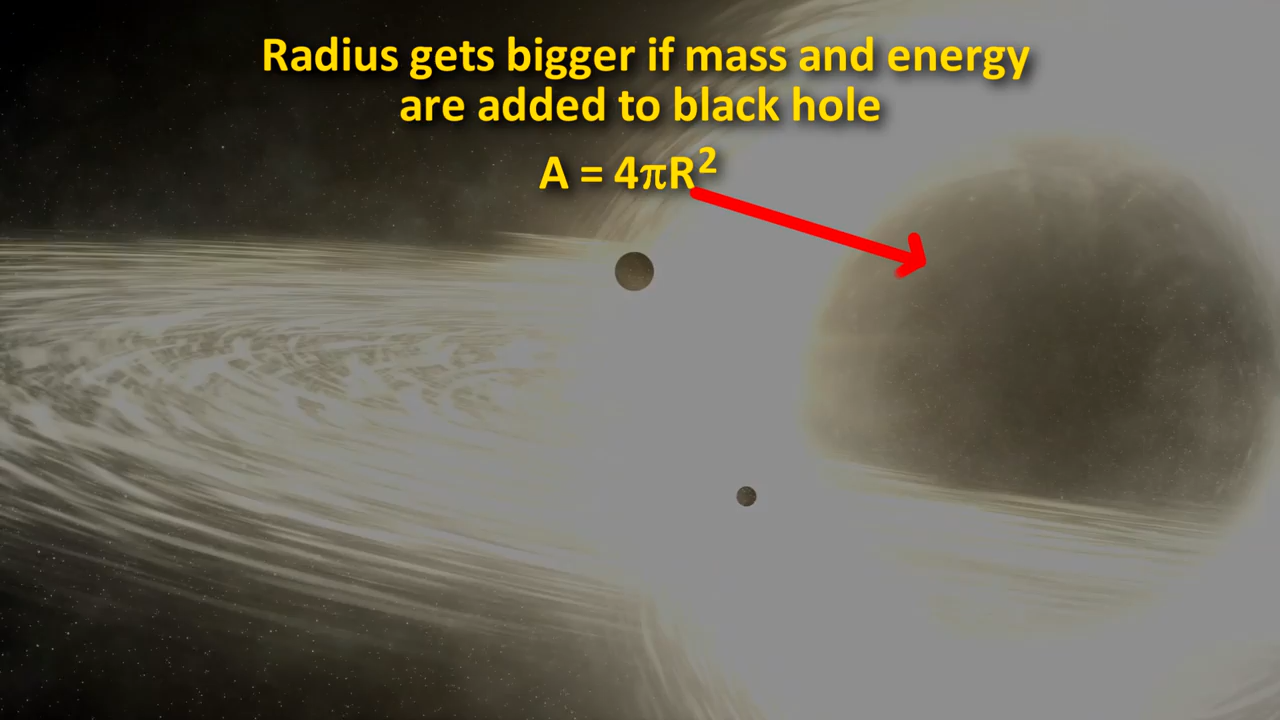 Radius gets bigger if mass and energy
are added to black hole
A = 4πR²